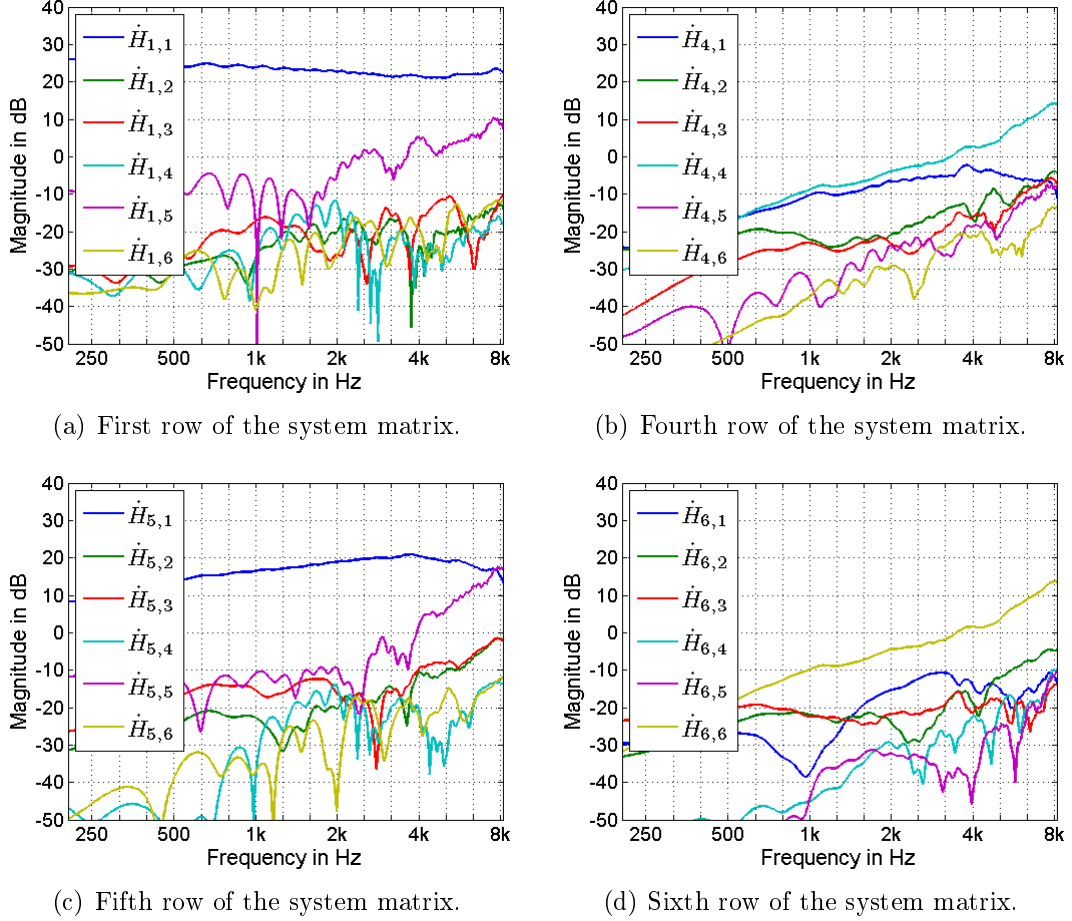 40
30
20
10
0
-10
-20
-30
-40
-50
Magnitude in dB
Ḣ1,1
Ḣ1,2
Ḣ1,3
Ḣ1,4
Ḣ1,5
Ḣ1,6
250 500 1k 2k 4k 8k
Frequency in Hz
(a) First row of the system matrix.
40
30
20
10
0
-10
-20
-30
-40
-50
Magnitude in dB
Ḣ4,1
Ḣ4,2
Ḣ4,3
Ḣ4,4
Ḣ4,5
Ḣ4,6
250 500 1k 2k 4k 8k
Frequency in Hz
(b) Fourth row of the system matrix.
40
30
20
10
0
-10
-20
-30
-40
-50
Magnitude in dB
Ḣ5,1
Ḣ5,2
Ḣ5,3
Ḣ5,4
Ḣ5,5
Ḣ5,6
250 500 1k 2k 4k 8k
Frequency in Hz
(c) Fifth row of the system matrix.
40
30
20
10
0
-10
-20
-30
-40
-50
Magnitude in dB
Ḣ6,1
Ḣ6,2
Ḣ6,3
Ḣ6,4
Ḣ6,5
Ḣ6,6
250 500 1k 2k 4k 8k
Frequency in Hz
(d) Sixth row of the system matrix.